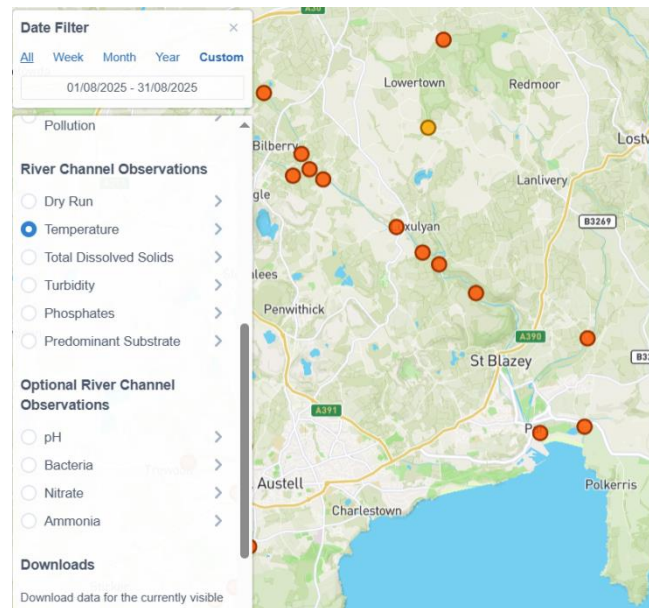 Date Filter
×
All Week Month Year Custom
01/08/2025 - 31/08/2025
Pollution
River Channel Observations
Dry Run
Temperature
Total Dissolved Solids
Turbidity
Phosphates
Predominant Substrate
Optional River Channel
Observations
pH
Bacteria
Nitrate
Ammonia
Downloads
Download data for the currently visible
A30
Lowertown
Redmoor
Bilberry
Lanlivery
B3269
Penwithick
A390
St Blazey
A391
Austell
Charlestown
Polkerris